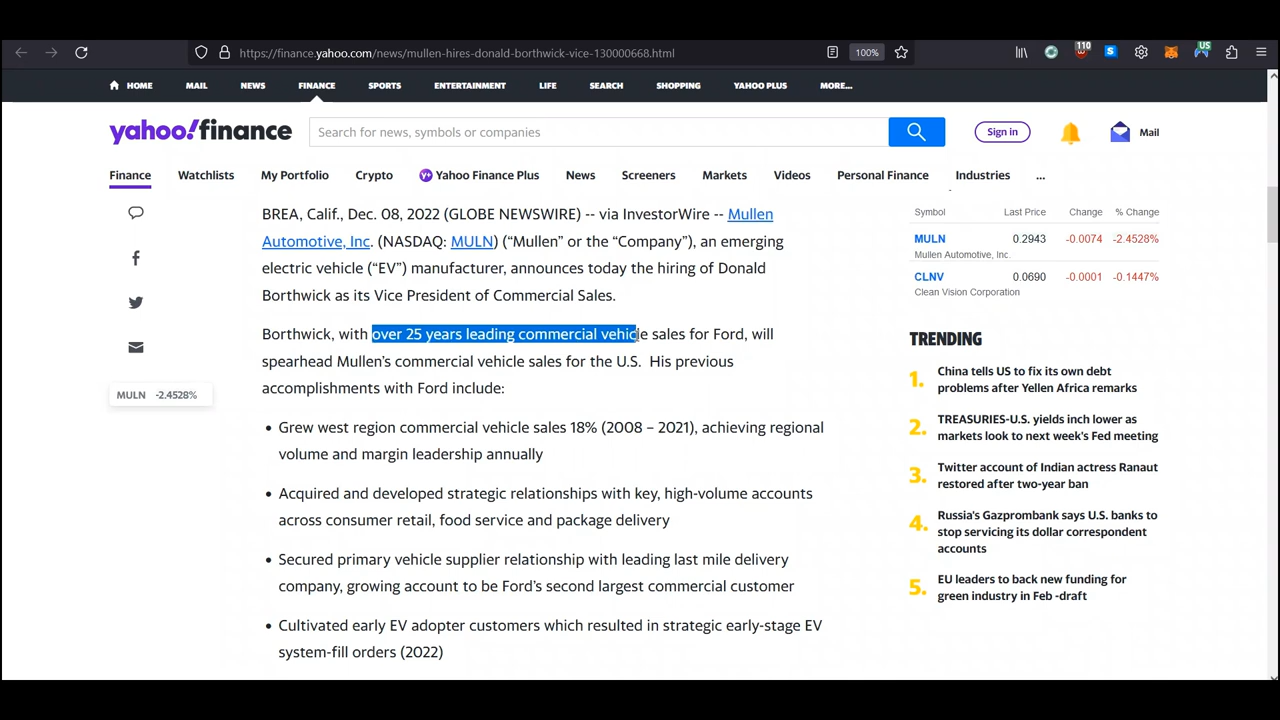 https://finance.yahoo.com/news/mullen-hires-donald-borthwick-vice-130000668.html
100%
110
S
US
HOME
MAIL
NEWS
FINANCE
SPORTS
ENTERTAINMENT
LIFE
SEARCH
SHOPPING
YAHOO PLUS
MORE...
yahoo!finance
Search for news, symbols or companies
Sign in
Mail
Finance
Watchlists
My Portfolio
Crypto
Yahoo Finance Plus
News
Screeners
Markets
Videos
Personal Finance
Industries
...
BREA, Calif., Dec. 08, 2022 (GLOBE NEWSWIRE) -- via InvestorWire -- Mullen
Automotive, Inc. (NASDAQ: MULN) (“Mullen” or the “Company”), an emerging
electric vehicle (“EV”) manufacturer, announces today the hiring of Donald
Borthwick as its Vice President of Commercial Sales.
Borthwick, with over 25 years leading commercial vehicle sales for Ford, will
spearhead Mullen’s commercial vehicle sales for the U.S. His previous
accomplishments with Ford include:
MULN -2.4528%
• Grew west region commercial vehicle sales 18% (2008 – 2021), achieving regional
volume and margin leadership annually
• Acquired and developed strategic relationships with key, high-volume accounts
across consumer retail, food service and package delivery
• Secured primary vehicle supplier relationship with leading last mile delivery
company, growing account to be Ford’s second largest commercial customer
• Cultivated early EV adopter customers which resulted in strategic early-stage EV
system-fill orders (2022)
Symbol Last Price Change % Change
MULN 0.2943 -0.0074 -2.4528%
Mullen Automotive, Inc.
CLNV 0.0690 -0.0001 -0.1447%
Clean Vision Corporation
TRENDING
1. China tells US to fix its own debt
problems after Yellen Africa remarks
2. TREASURIES-U.S. yields inch lower as
markets look to next week's Fed meeting
3. Twitter account of Indian actress Ranaut
restored after two-year ban
4. Russia's Gazprombank says U.S. banks to
stop servicing its dollar correspondent
accounts
5. EU leaders to back new funding for
green industry in Feb -draft